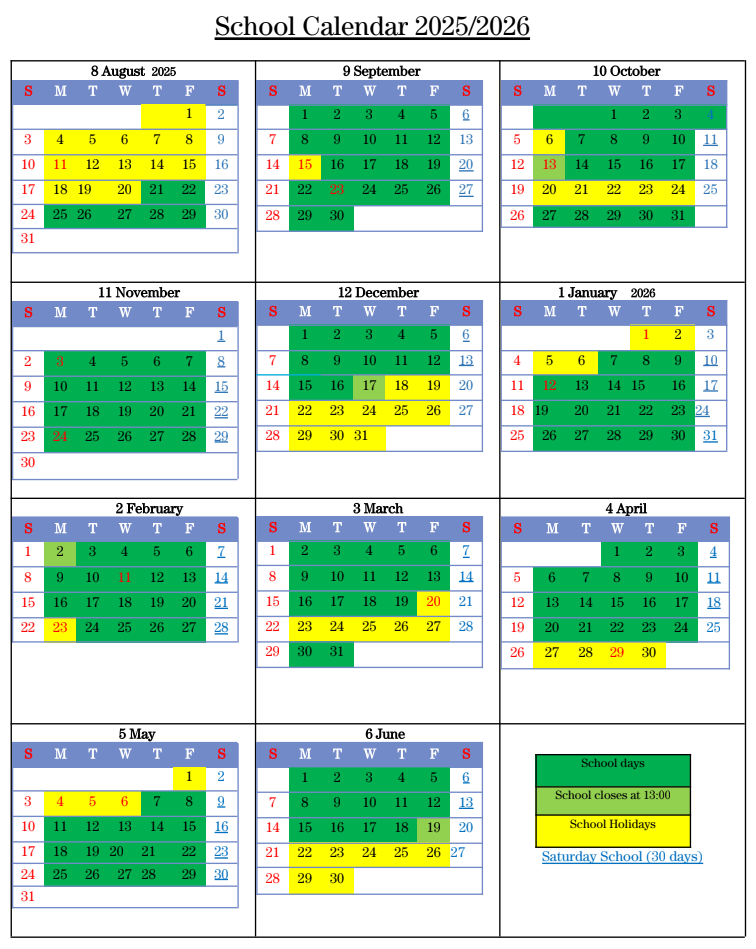 School Calendar 2025/2026
8 August 2025
S M T W T F S
1 2
3 4 5 6 7 8 9
10 11 12 13 14 15 16
17 18 19 20 21 22 23
24 25 26 27 28 29 30
31
9 September
S M T W T F S
1 2 3 4 5 6
7 8 9 10 11 12 13
14 15 16 17 18 19 20
21 22 23 24 25 26 27
28 29 30
10 October
S M T W T F S
1 2 3 4
5 6 7 8 9 10 11
12 13 14 15 16 17 18
19 20 21 22 23 24 25
26 27 28 29 30 31
11 November
S M T W T F S
1
2 3 4 5 6 7 8
9 10 11 12 13 14 15
16 17 18 19 20 21 22
23 24 25 26 27 28 29
30
12 December
S M T W T F S
1 2 3 4 5 6
7 8 9 10 11 12 13
14 15 16 17 18 19 20
21 22 23 24 25 26 27
28 29 30 31
1 January 2026
S M T W T F S
1 2 3
4 5 6 7 8 9 10
11 12 13 14 15 16 17
18 19 20 21 22 23 24
25 26 27 28 29 30 31
2 February
S M T W T F S
1 2 3 4 5 6 7
8 9 10 11 12 13 14
15 16 17 18 19 20 21
22 23 24 25 26 27 28
3 March
S M T W T F S
1 2 3 4 5 6 7
8 9 10 11 12 13 14
15 16 17 18 19 20 21
22 23 24 25 26 27 28
29 30 31
4 April
S M T W T F S
1 2 3 4
5 6 7 8 9 10 11
12 13 14 15 16 17 18
19 20 21 22 23 24 25
26 27 28 29 30
5 May
S M T W T F S
1 2
3 4 5 6 7 8 9
10 11 12 13 14 15 16
17 18 19 20 21 22 23
24 25 26 27 28 29 30
31
6 June
S M T W T F S
1 2 3 4 5 6
7 8 9 10 11 12 13
14 15 16 17 18 19 20
21 22 23 24 25 26 27
28 29 30
School days
School closes at 13:00
School Holidays
Saturday School (30 days)